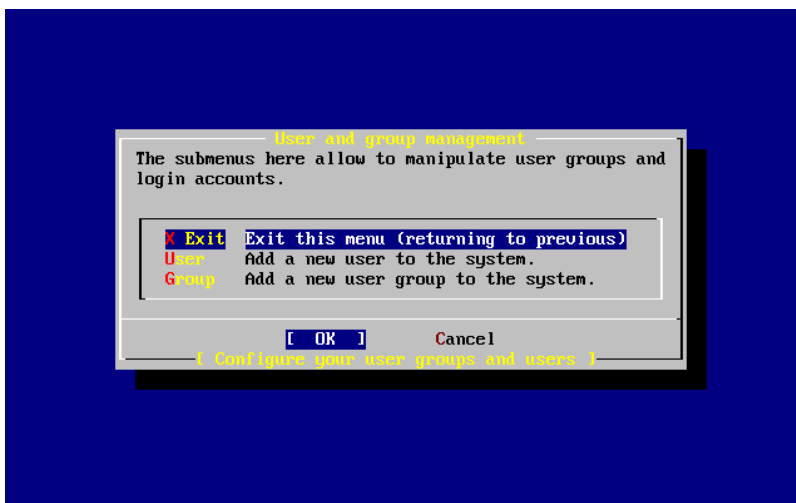 User and group management
The submenus here allow to manipulate user groups and
login accounts.
X Exit Exit this menu (returning to previous)
User Add a new user to the system.
Group Add a new user group to the system.
[ OK ] Cancel
[ Configure your user groups and users ]